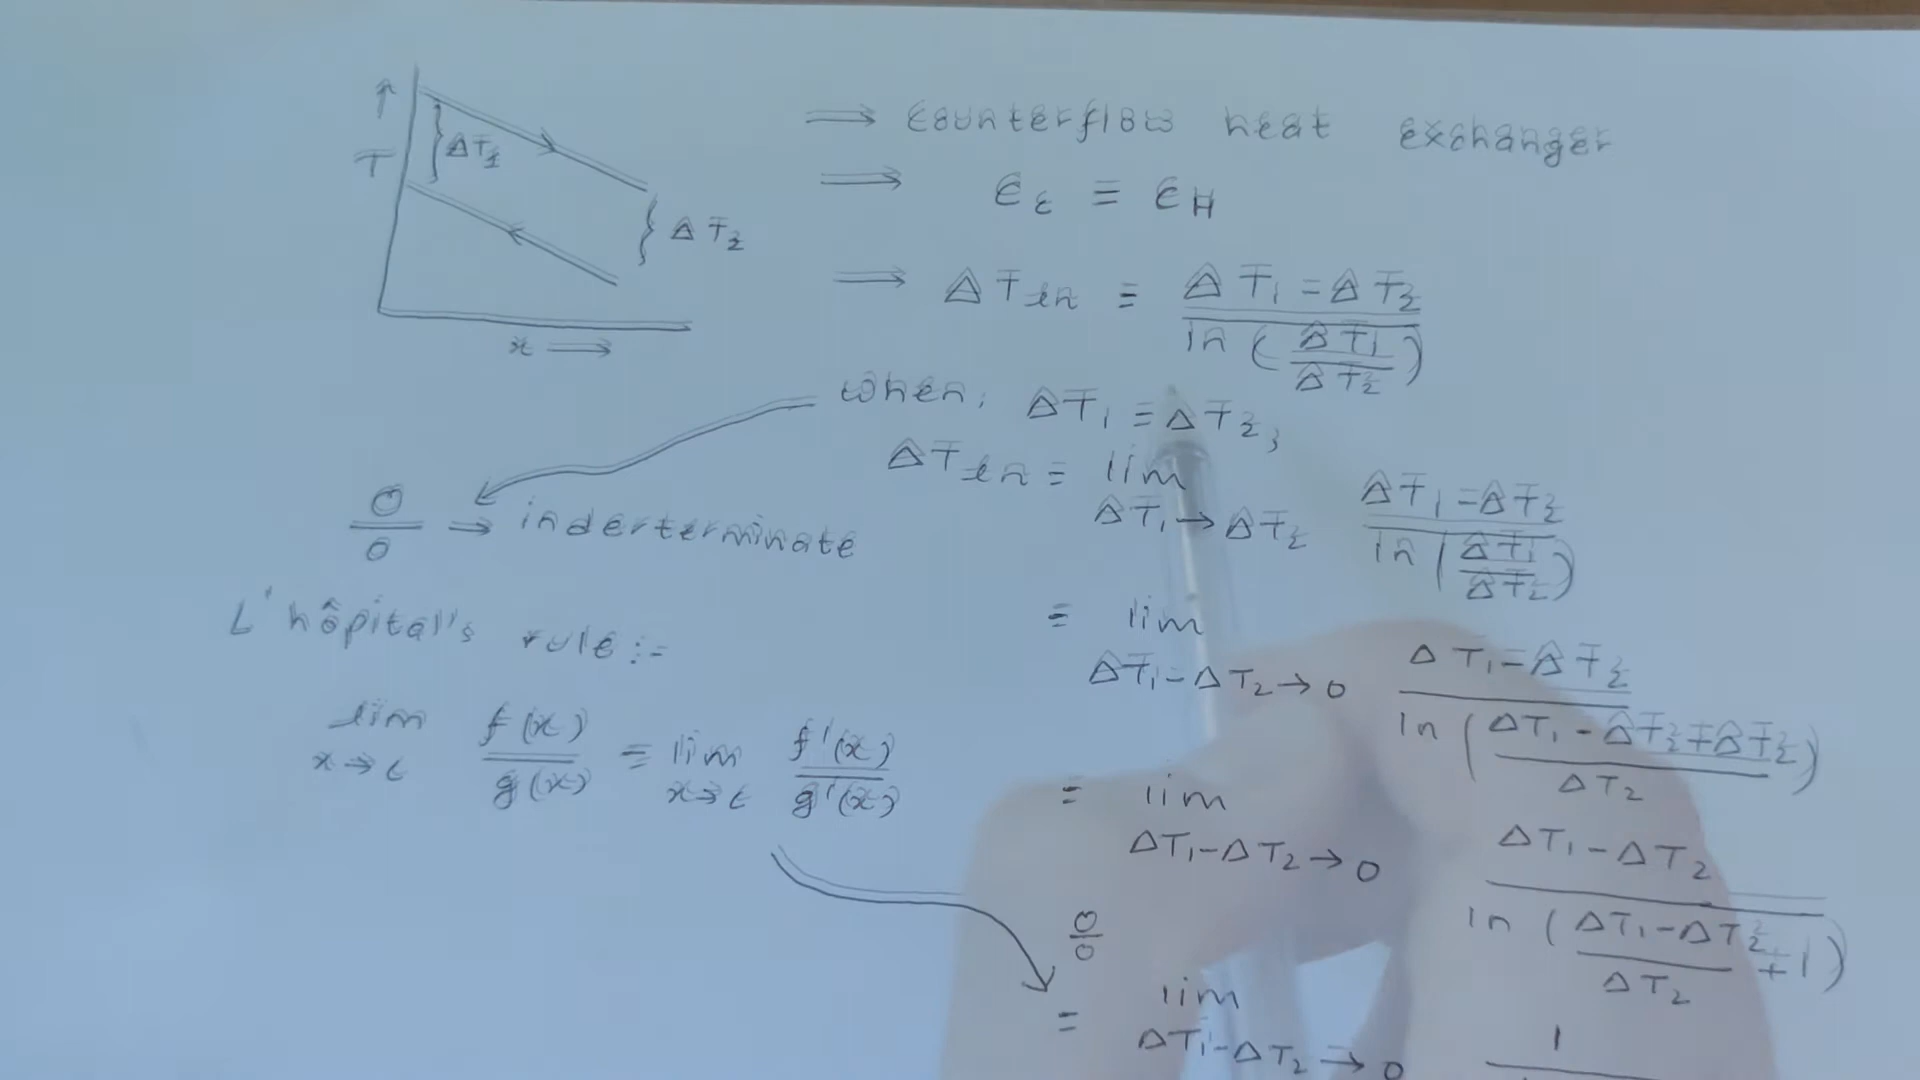 ↑
T
ΔT1
ΔT2
x ⟶
⟹ counterflow heat exchanger
⟹ CC = CH
⟹ ΔTln = (ΔT1 - ΔT2) / ln(ΔT1/ΔT2)
when, ΔT1 = ΔT2,
ΔTln = lim ΔT1→ΔT2 (ΔT1 - ΔT2) / ln(ΔT1/ΔT2)
0/0 → inderterminate
= lim ΔT1-ΔT2→0 (ΔT1 - ΔT2) / ln((ΔT1 - ΔT2 + ΔT2)/ΔT2)
L'hôpital's rule :-
lim x→c f(x)/g(x) = lim x→c f'(x)/g'(x)
= lim ΔT1-ΔT2→0 (ΔT1 - ΔT2) / ln((ΔT1 - ΔT2)/ΔT2 + 1)
0/0
= lim ΔT1-ΔT2→0 1